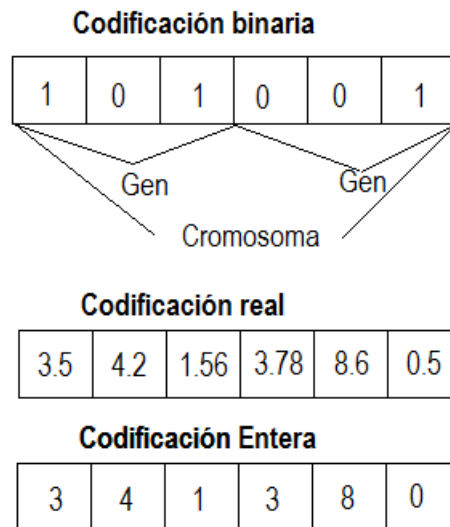 Codificación binaria
1 0 1 0 0 1
Gen Gen
Cromosoma
Codificación real
3.5 4.2 1.56 3.78 8.6 0.5
Codificación Entera
3 4 1 3 8 0